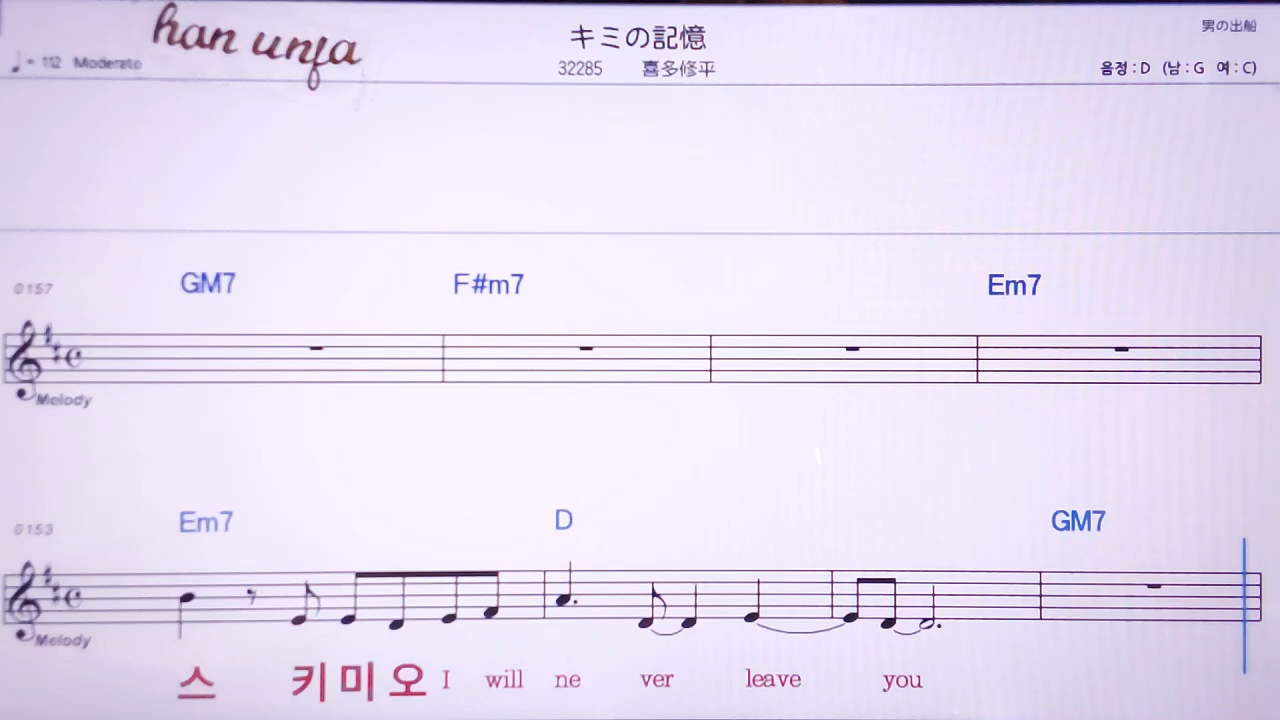 han unfa
キミの記憶
男の出船
♩ = 112 Moderato
32285 喜多修平
음정 : D (남 : G 여 : C)
GM7 F#m7 Em7
0157
Melody
Em7 D GM7
0153
Melody
스 키 미 오 I will ne ver leave you